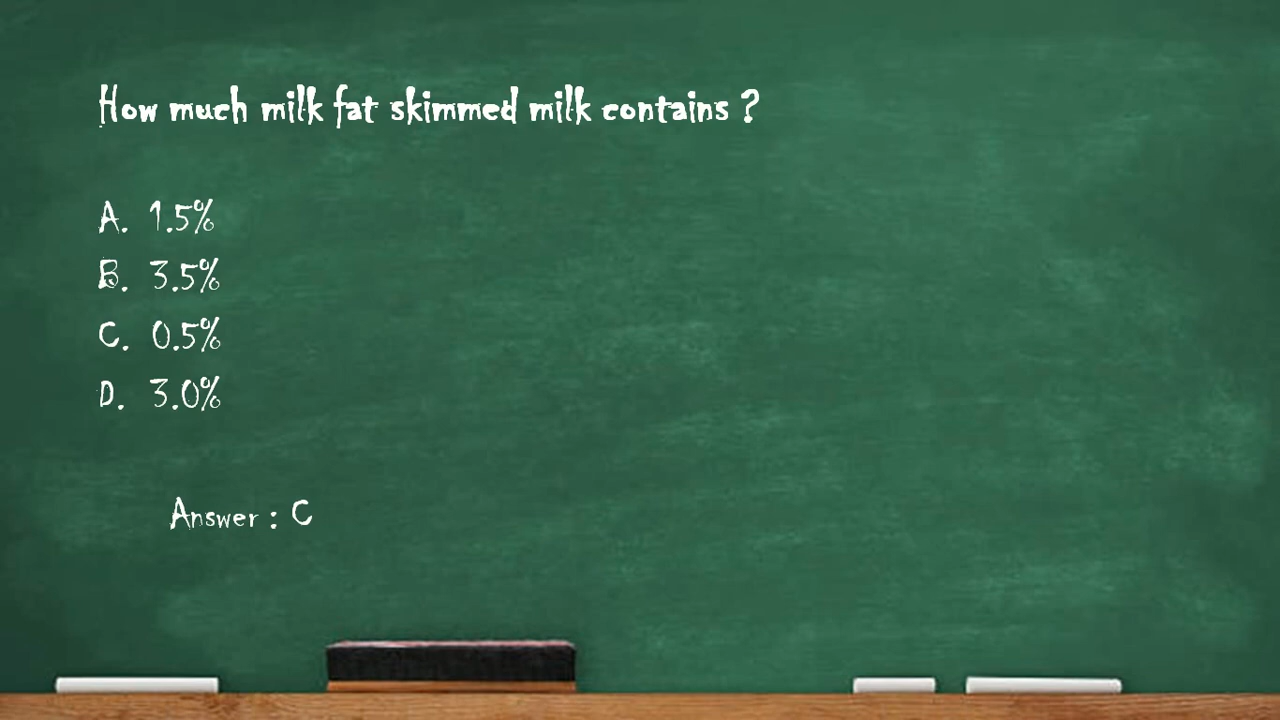 How much milk fat skimmed milk contains ?
A. 1.5%
B. 3.5%
C. 0.5%
D. 3.0%
Answer : C